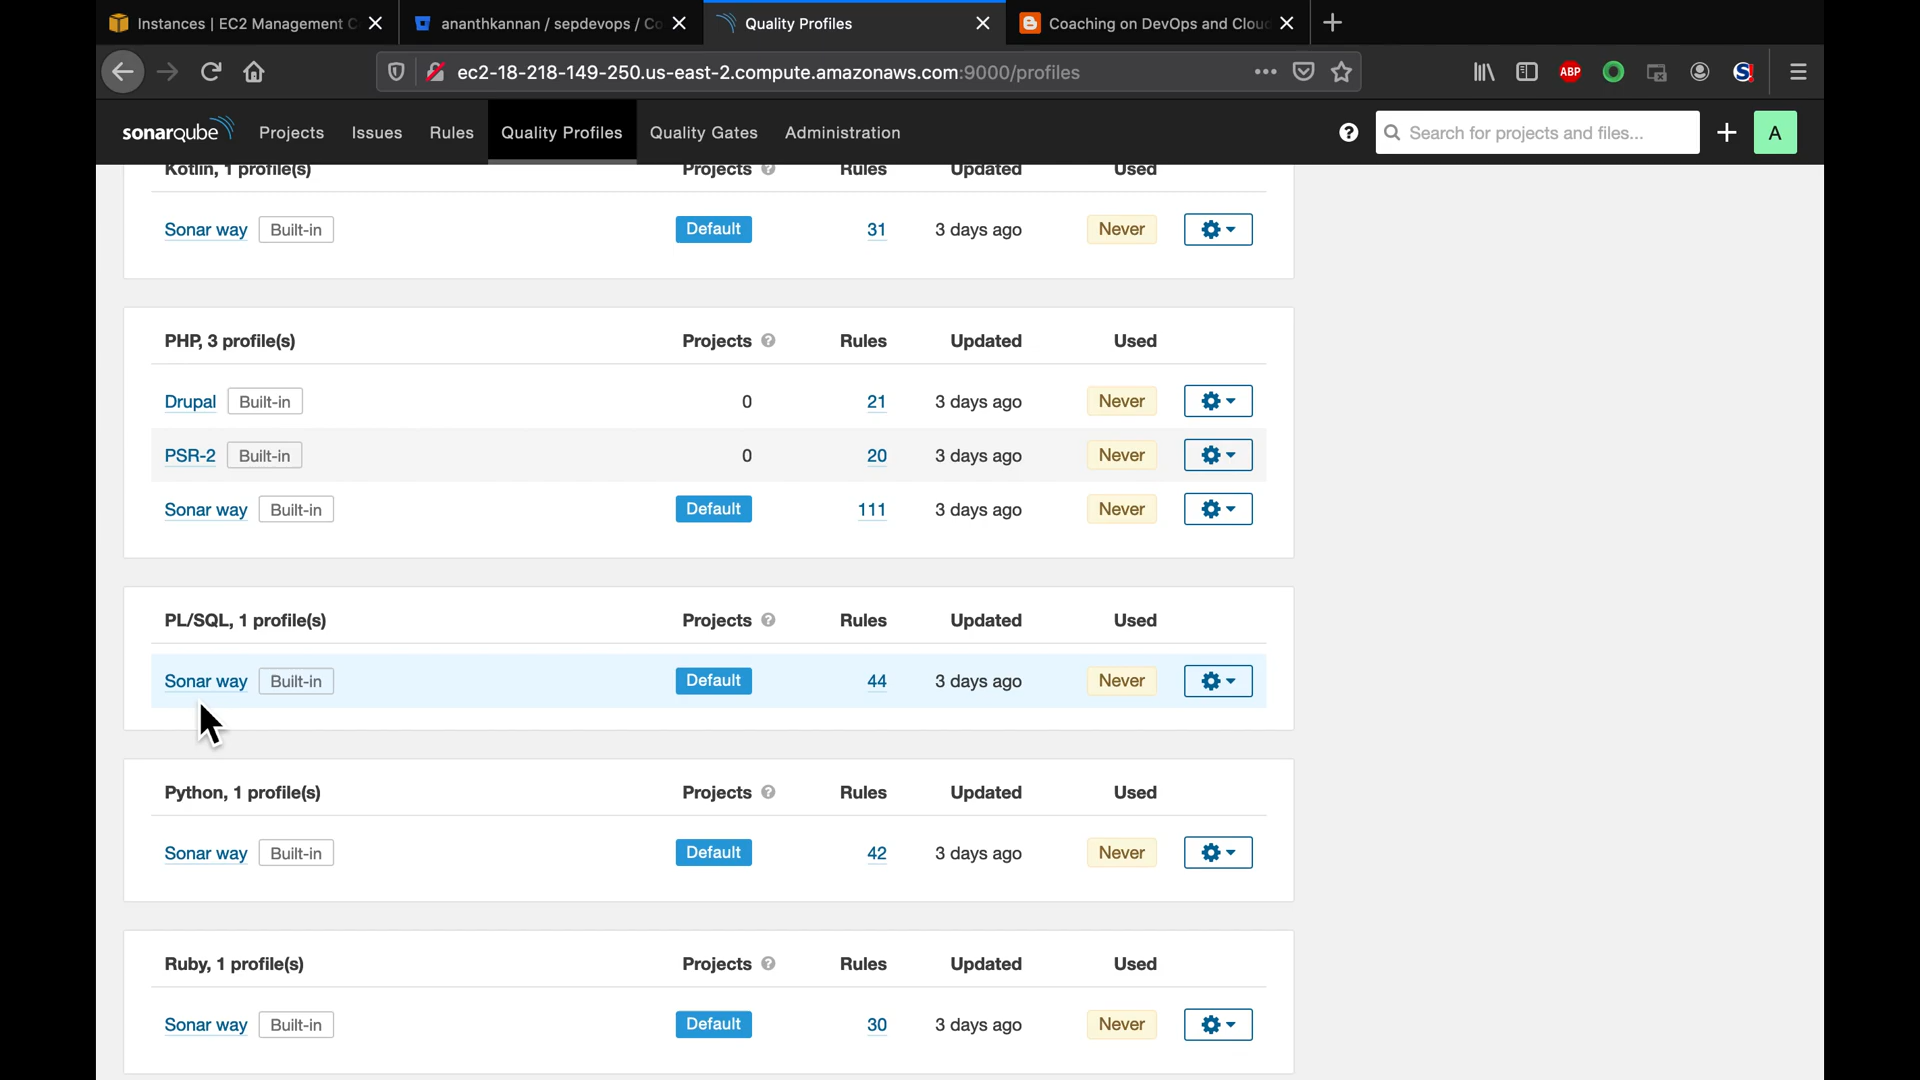 Instances | EC2 Management C
ananthkannan / sepdevops / Co
Quality Profiles
Coaching on DevOps and Clou
ec2-18-218-149-250.us-east-2.compute.amazonaws.com:9000/profiles
ABP
S!
sonarqube Projects Issues Rules Quality Profiles Quality Gates Administration
? Search for projects and files... A
Kotlin, 1 profile(s) Projects ? Rules Updated Used
Sonar way Built-in Default 31 3 days ago Never
PHP, 3 profile(s) Projects ? Rules Updated Used
Drupal Built-in 0 21 3 days ago Never
PSR-2 Built-in 0 20 3 days ago Never
Sonar way Built-in Default 111 3 days ago Never
PL/SQL, 1 profile(s) Projects ? Rules Updated Used
Sonar way Built-in Default 44 3 days ago Never
Python, 1 profile(s) Projects ? Rules Updated Used
Sonar way Built-in Default 42 3 days ago Never
Ruby, 1 profile(s) Projects ? Rules Updated Used
Sonar way Built-in Default 30 3 days ago Never